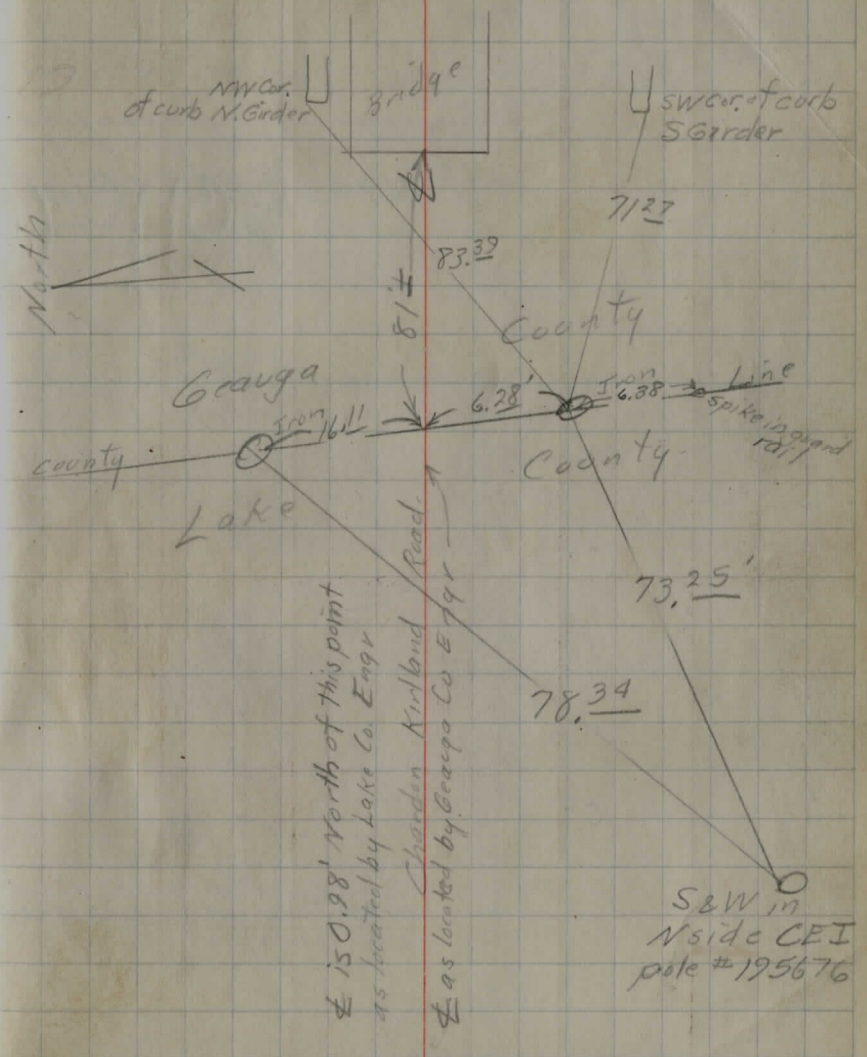 Bridge
NW Cor.
of curb N. Girder
SW Cor. of curb
S Girder
71 27
North
83.39
81'±
County
Geauga
Iron
16.11
6.28'
Iron
6.38
Line
Spike in guard
rail
County
County
Lake
73.25'
78.34
℄ is 0.98' North of this point
as located by Lake Co. Engr
Chardon Kirtland Road
℄ as located by Geauga Co Engr
S&W in
N side CEI
pole #195676